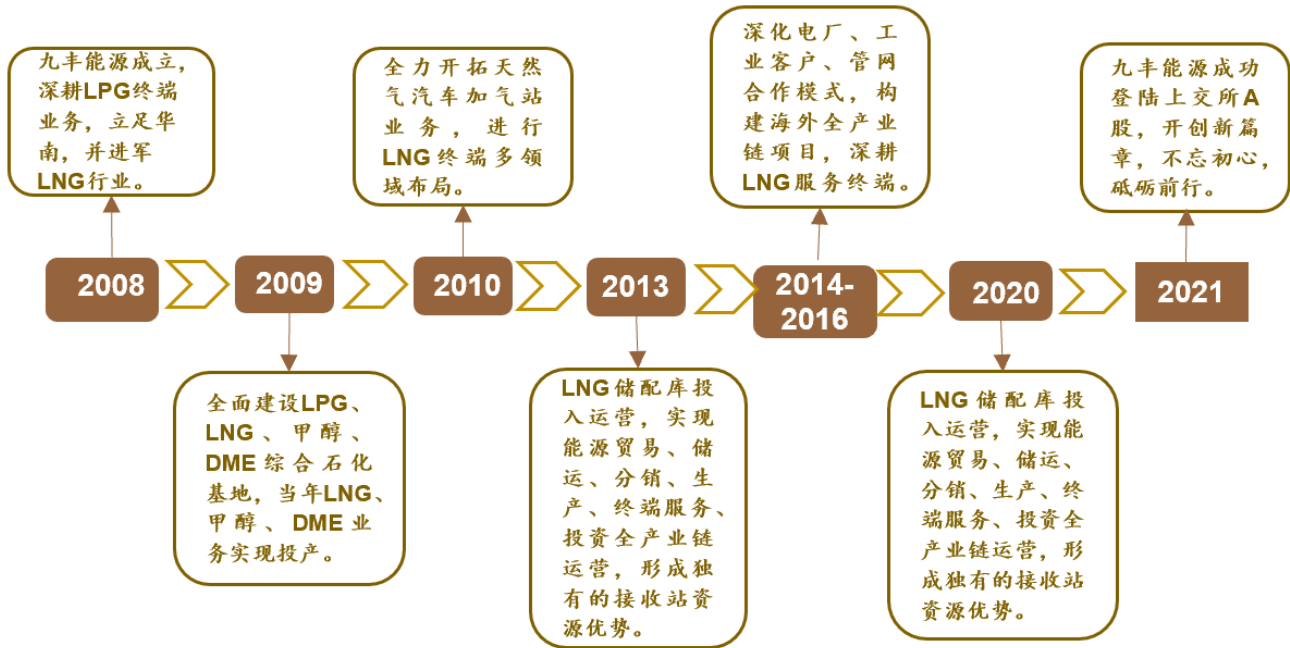 九丰能源成立，
深耕LPG终端
业务，立足华
南，并进军
LNG行业。
全力开拓天然
气汽车加气站
业务，进行
LNG终端多领
域布局。
深化电厂、工
业客户、管网
合作模式，构
建海外全产业
链项目，深耕
LNG服务终端。
九丰能源成功
登陆上交所A
股，开创新篇
章，不忘初心，
砥砺前行。
2008
2009
2010
2013
2014-
2016
2020
2021
全面建设LPG、
LNG、甲醇、
DME综合石化
基地，当年LNG、
甲醇、DME业
务实现投产。
LNG储配库投
入运营，实现
能源贸易、储
运、分销、生
产、终端服务、
投资全产业链
运营，形成独
有的接收站资
源优势。
LNG储配库投
入运营，实现能
源贸易、储运、
分销、生产、终
端服务、投资全
产业链运营，形
成独有的接收站
资源优势。